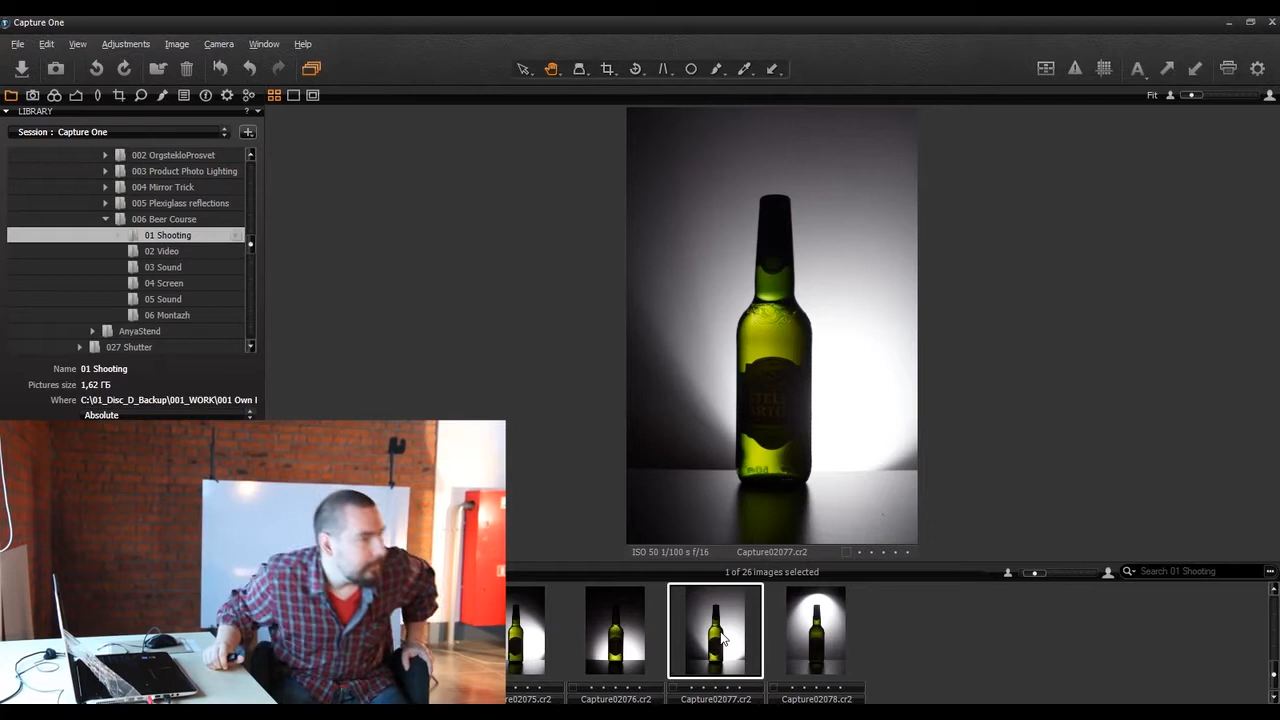 Capture One
File Edit View Adjustments Image Camera Window Help
Fit
LIBRARY ?
Session : Capture One
002 OrgstekloProsvet
003 Product Photo Lighting
004 Mirror Trick
005 Plexiglass reflections
006 Beer Course
01 Shooting
02 Video
03 Sound
04 Screen
05 Sound
06 Montazh
AnyaStend
027 Shutter
Name 01 Shooting
Pictures size 1,62 ГБ
Where C:\01_Disc_D_Backup\001_WORK\001 Own
Absolute
ISO 50 1/100 s f/16 Capture02077.cr2
1 of 26 images selected
Search 01 Shooting
02075.cr2
Capture02076.cr2
Capture02077.cr2
Capture02078.cr2